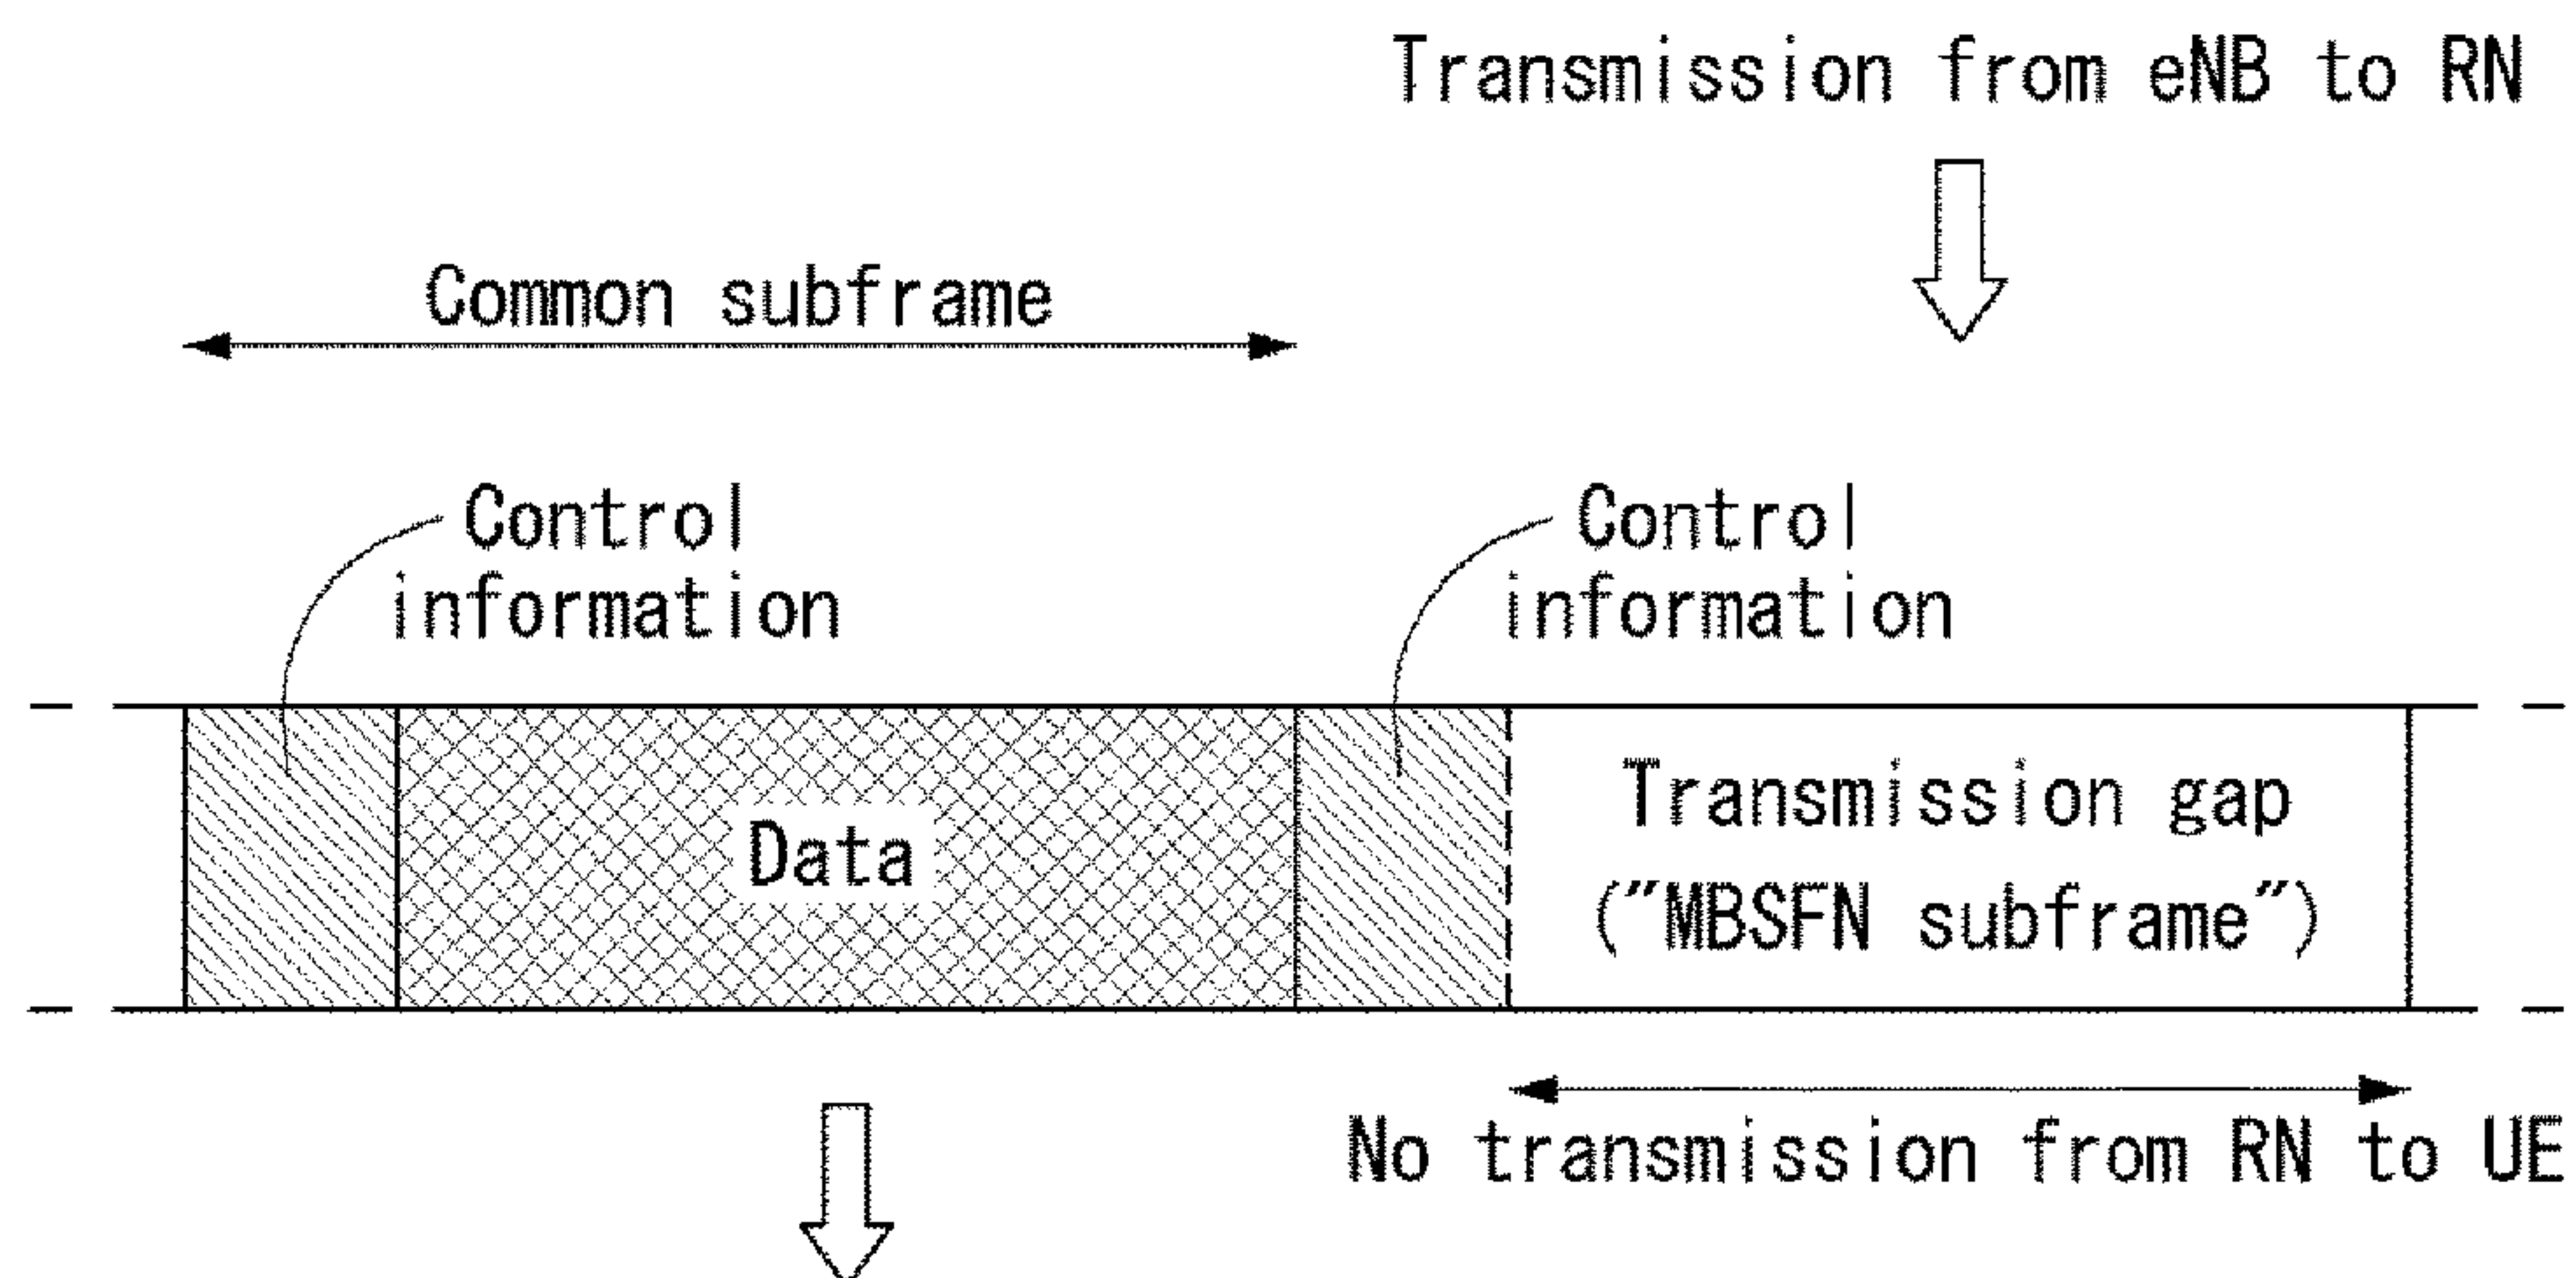 Transmission from eNB to RN
Common subframe
Control
information
Control
information
Data
Transmission gap
("MBSFN subframe")
No transmission from RN to UE